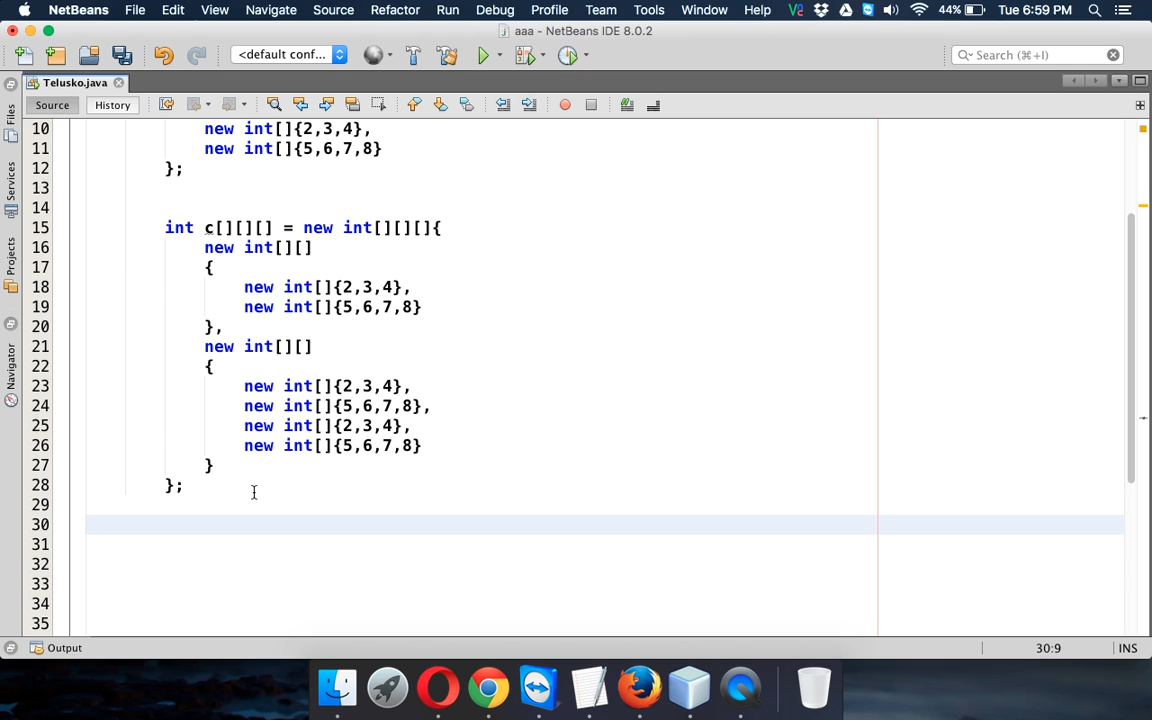 NetBeans File Edit View Navigate Source Refactor Run Debug Profile Team Tools Window Help 44% Tue 6:59 PM
aaa - NetBeans IDE 8.0.2
<default conf... Search (⌘+I)
Telusko.java
Source History
Files
Services
Projects
Navigator
10 new int[]{2,3,4},
11 new int[]{5,6,7,8}
12 };
13
14
15 int c[][][] = new int[][][]{
16 new int[][]
17 {
18 new int[]{2,3,4},
19 new int[]{5,6,7,8}
20 },
21 new int[][]
22 {
23 new int[]{2,3,4},
24 new int[]{5,6,7,8},
25 new int[]{2,3,4},
26 new int[]{5,6,7,8}
27 }
28 };
29
30
31
32
33
34
35
Output 30:9 INS